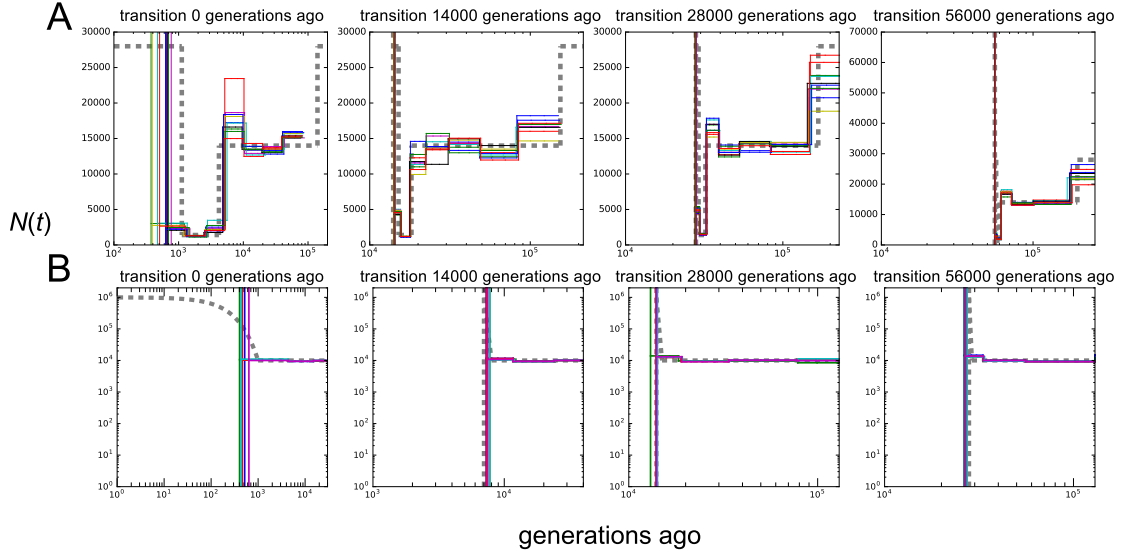 A
transition 0 generations ago
transition 14000 generations ago
transition 28000 generations ago
transition 56000 generations ago
30000 30000 30000 70000
25000 25000 25000 60000
20000 20000 20000 50000
15000 15000 15000 40000
10000 10000 10000 30000
5000 5000 5000 20000
0 0 0 10000
0
10² 10³ 10⁴ 10⁵ 10⁴ 10⁵ 10⁴ 10⁵ 10⁴ 10⁵
N(t)
B
transition 0 generations ago
transition 14000 generations ago
transition 28000 generations ago
transition 56000 generations ago
10⁶ 10⁶ 10⁶ 10⁶
10⁵ 10⁵ 10⁵ 10⁵
10⁴ 10⁴ 10⁴ 10⁴
10³ 10³ 10³ 10³
10² 10² 10² 10²
10¹ 10¹ 10¹ 10¹
10⁰ 10⁰ 10⁰ 10⁰
10⁰ 10¹ 10² 10³ 10⁴ 10³ 10⁴ 10⁴ 10⁵ 10⁴ 10⁵
generations ago